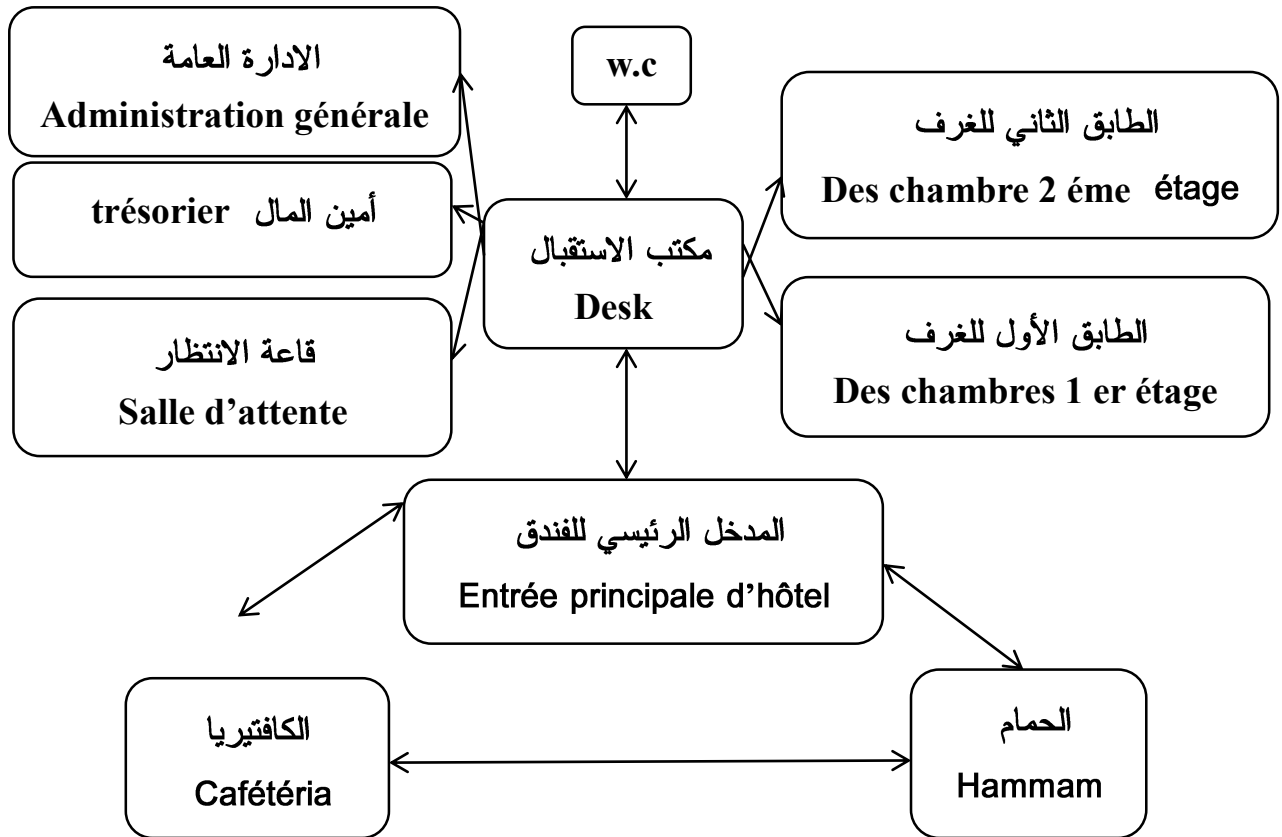 الادارة العامة
Administration générale
w.c
الطابق الثاني للغرف
Des chambre 2 éme étage
أمين المال trésorier
مكتب الاستقبال
Desk
قاعة الانتظار
Salle d’attente
الطابق الأول للغرف
Des chambres 1 er étage
المدخل الرئيسي للفندق
Entrée principale d’hôtel
الكافتيريا
Cafétéria
الحمام
Hammam